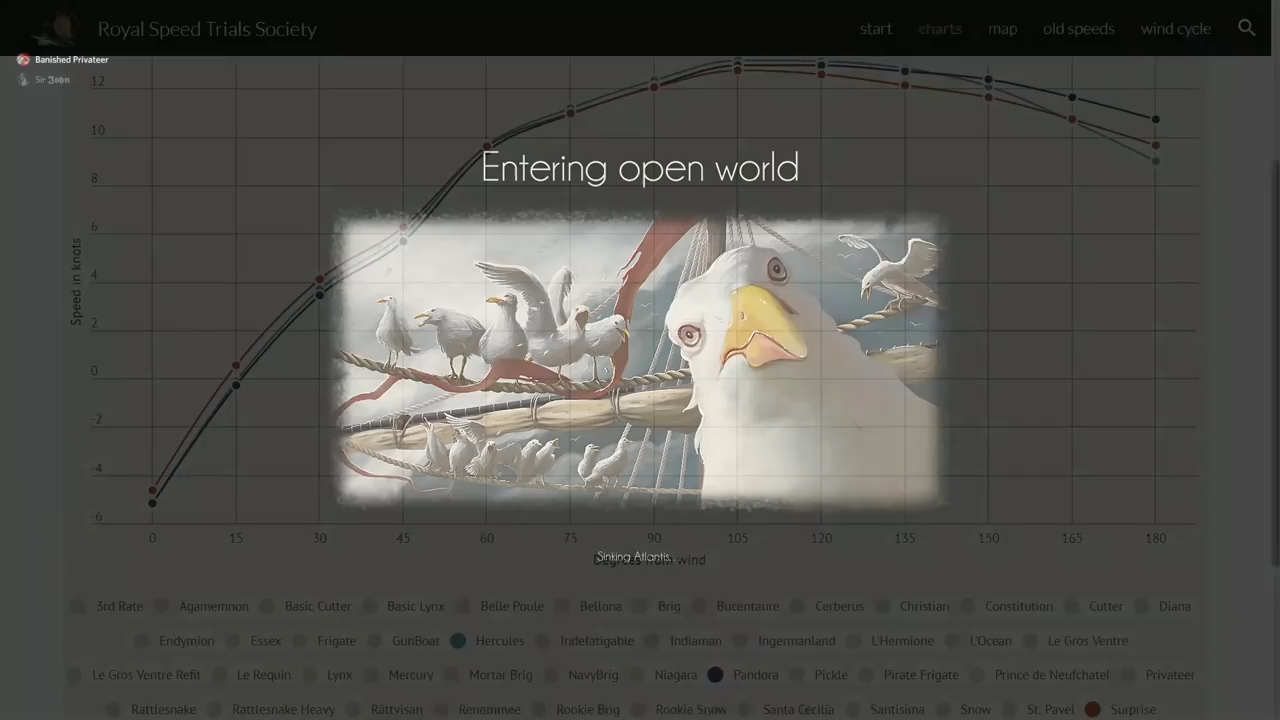 Royal Speed Trials Society
start charts map old speeds wind cycle
Banished Privateer
Sir John
12
10
8
6
4
2
0
-2
-4
-6
Speed in knots
Entering open world
0 15 30 45 60 75 90 105 120 135 150 165 180
Sinking Atlantis...
Degrees from wind
3rd Rate Agamemnon Basic Cutter Basic Lynx Belle Poule Bellona Brig Bucentaure Cerberus Christian Constitution Cutter Diana
Endymion Essex Frigate GunBoat Hercules Indefatigable Indiaman Ingermanland L'Hermione L'Ocean Le Gros Ventre
Le Gros Ventre Refit Le Requin Lynx Mercury Mortar Brig NavyBrig Niagara Pandora Pickle Pirate Frigate Prince de Neufchatel Privateer
Rattlesnake Rattlesnake Heavy Rättvisan Renommee Rookie Brig Rookie Snow Santa Cecilia Santisima Snow St. Pavel Surprise